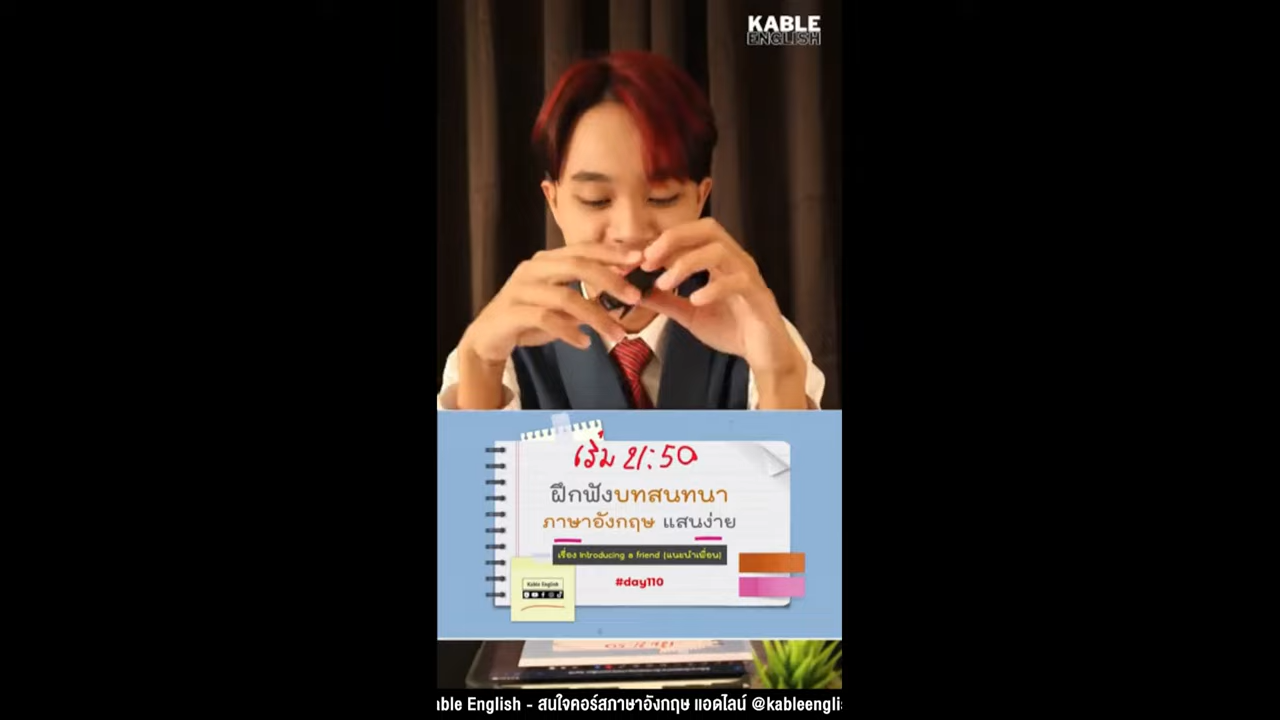 KABLE
ENGLISH
เริ่ม 21:50
ฝึกฟังบทสนทนา
ภาษาอังกฤษ แสนง่าย
เรื่อง Introducing a friend (แนะนำเพื่อน)
Kable English
#day110
able English - สนใจคอร์สภาษาอังกฤษ แอดไลน์ @kableengli